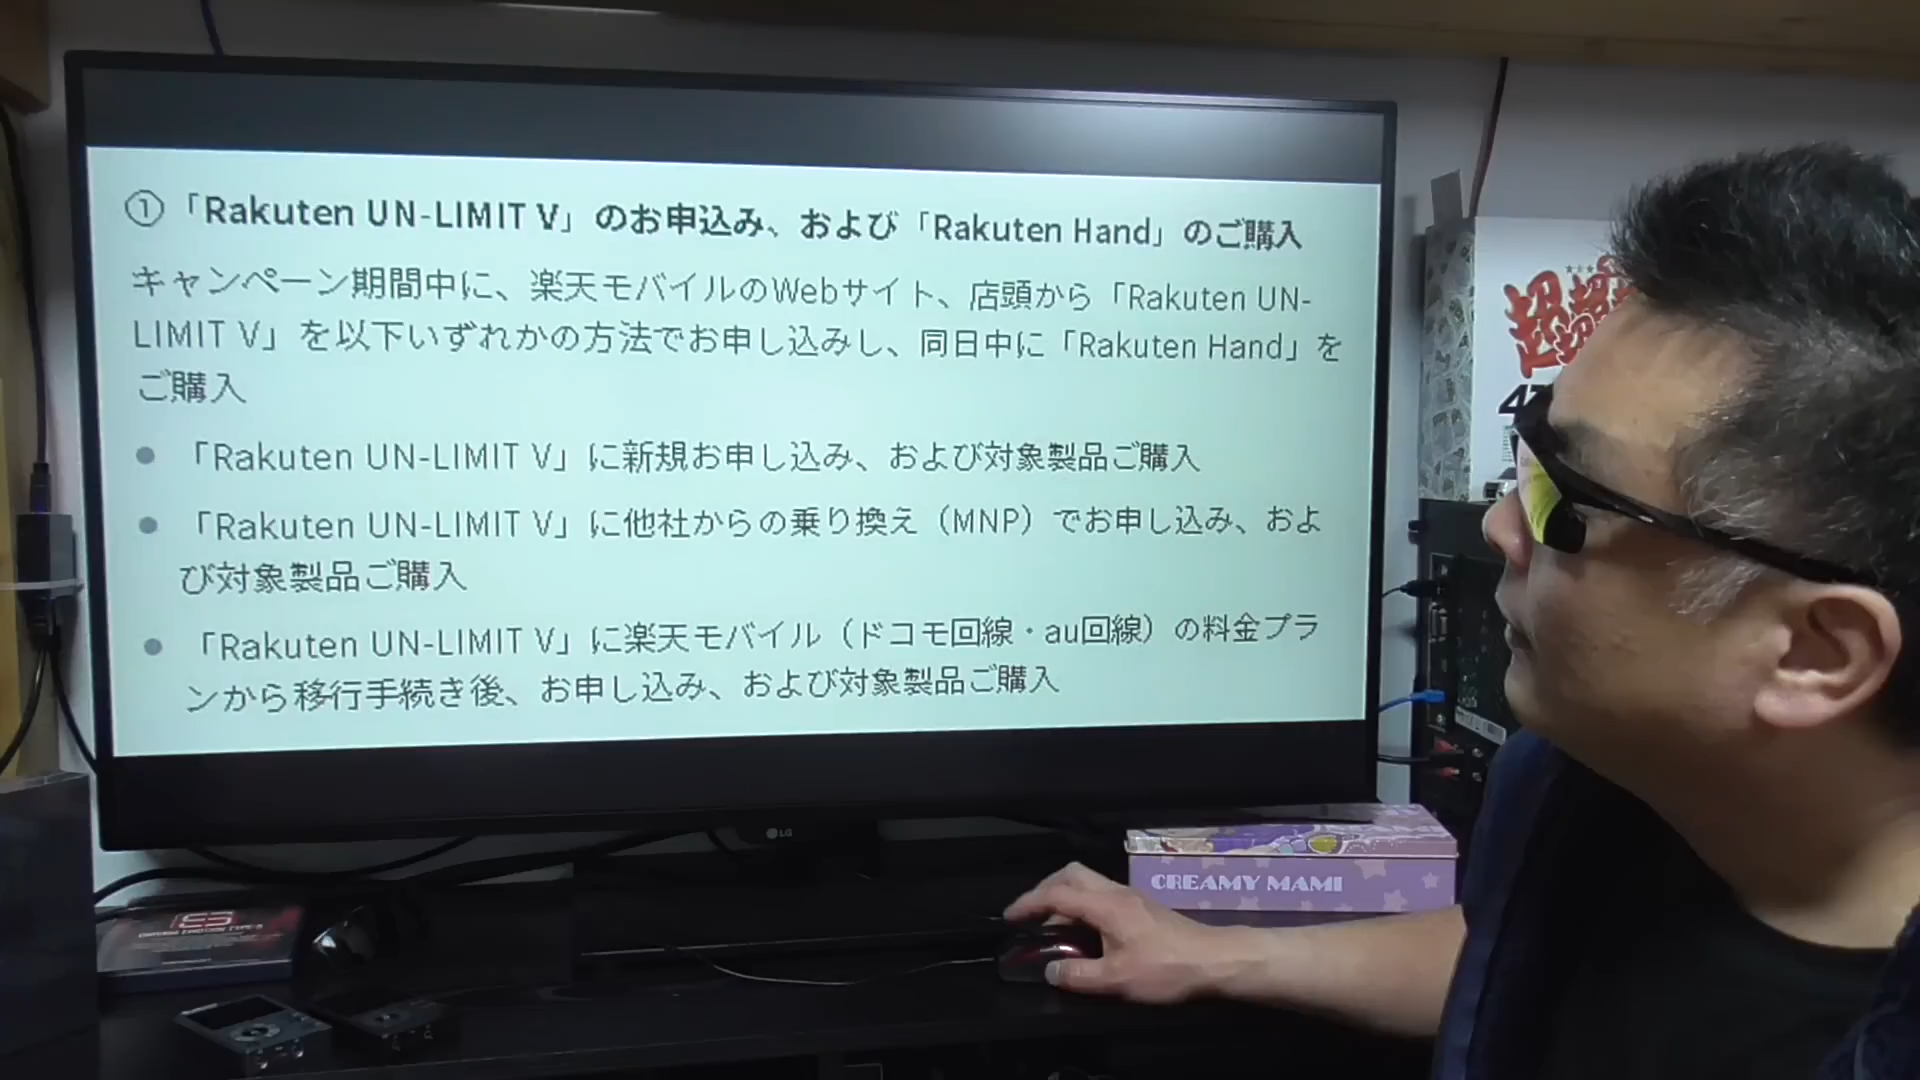 ①「Rakuten UN-LIMIT V」のお申込み、および「Rakuten Hand」のご購入
キャンペーン期間中に、楽天モバイルのWebサイト、店頭から「Rakuten UN-
LIMIT V」を以下いずれかの方法でお申し込みし、同日中に「Rakuten Hand」を
ご購入
● 「Rakuten UN-LIMIT V」に新規お申し込み、および対象製品ご購入
● 「Rakuten UN-LIMIT V」に他社からの乗り換え（MNP）でお申し込み、およ
び対象製品ご購入
● 「Rakuten UN-LIMIT V」に楽天モバイル（ドコモ回線・au回線）の料金プラ
ンから移行手続き後、お申し込み、および対象製品ご購入
LG
CREAMY MAMI